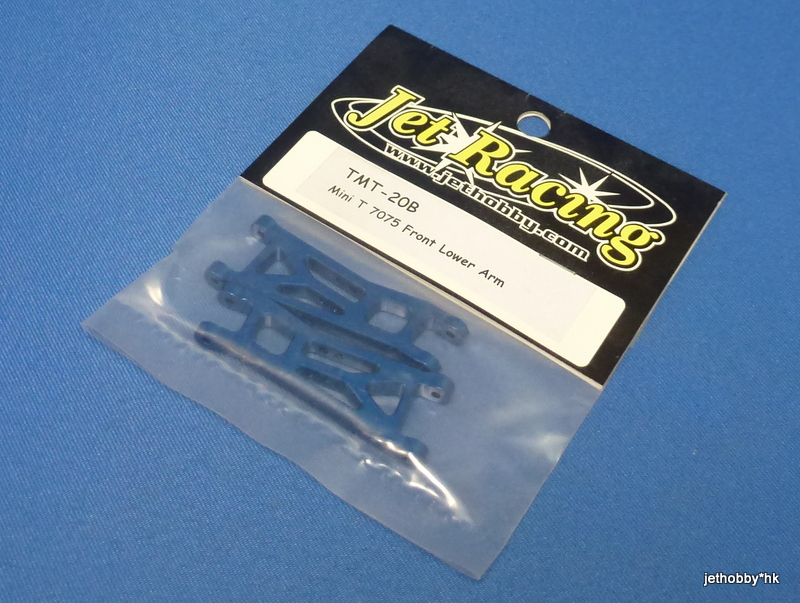 Jet Racing
www.jethobby.com
TMT-20B
Mini T 7075 Front Lower Arm
jethobby*hk